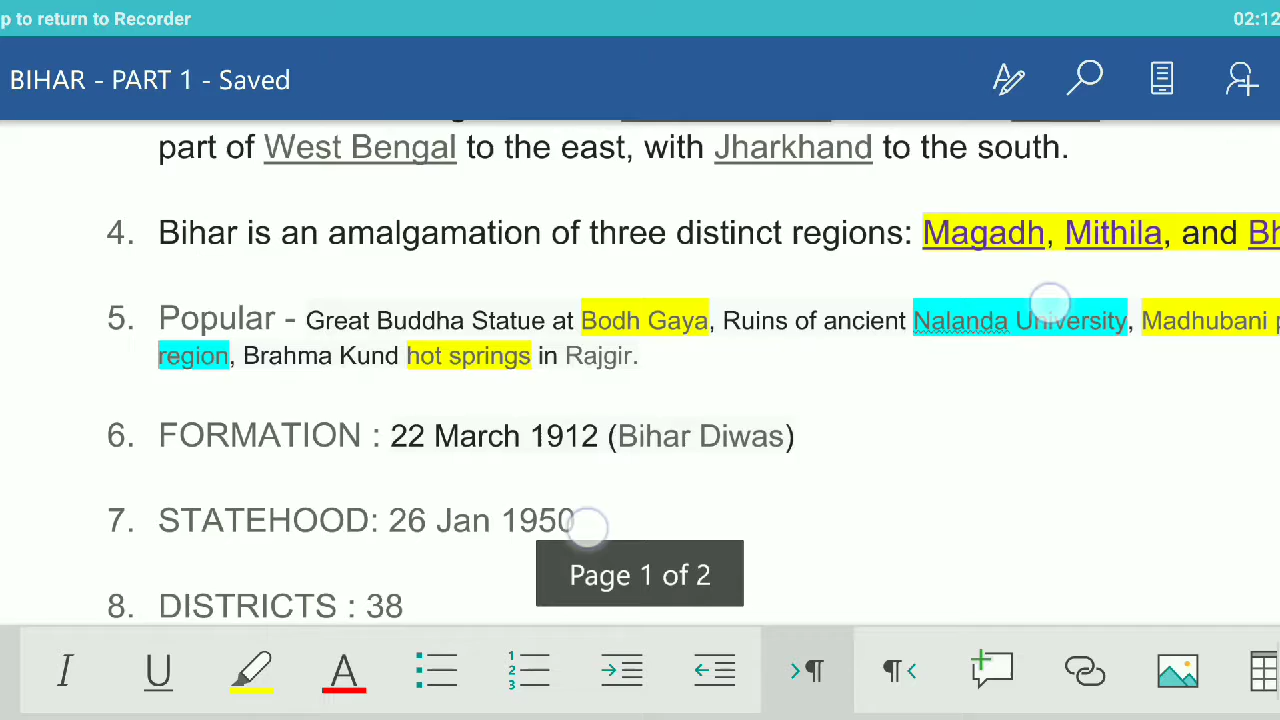 p to return to Recorder 02:12
BIHAR - PART 1 - Saved
part of West Bengal to the east, with Jharkhand to the south.
4. Bihar is an amalgamation of three distinct regions: Magadh, Mithila, and Bh
5. Popular - Great Buddha Statue at Bodh Gaya, Ruins of ancient Nalanda University, Madhubani p
region, Brahma Kund hot springs in Rajgir.
6. FORMATION : 22 March 1912 (Bihar Diwas)
7. STATEHOOD: 26 Jan 1950
Page 1 of 2
8. DISTRICTS : 38